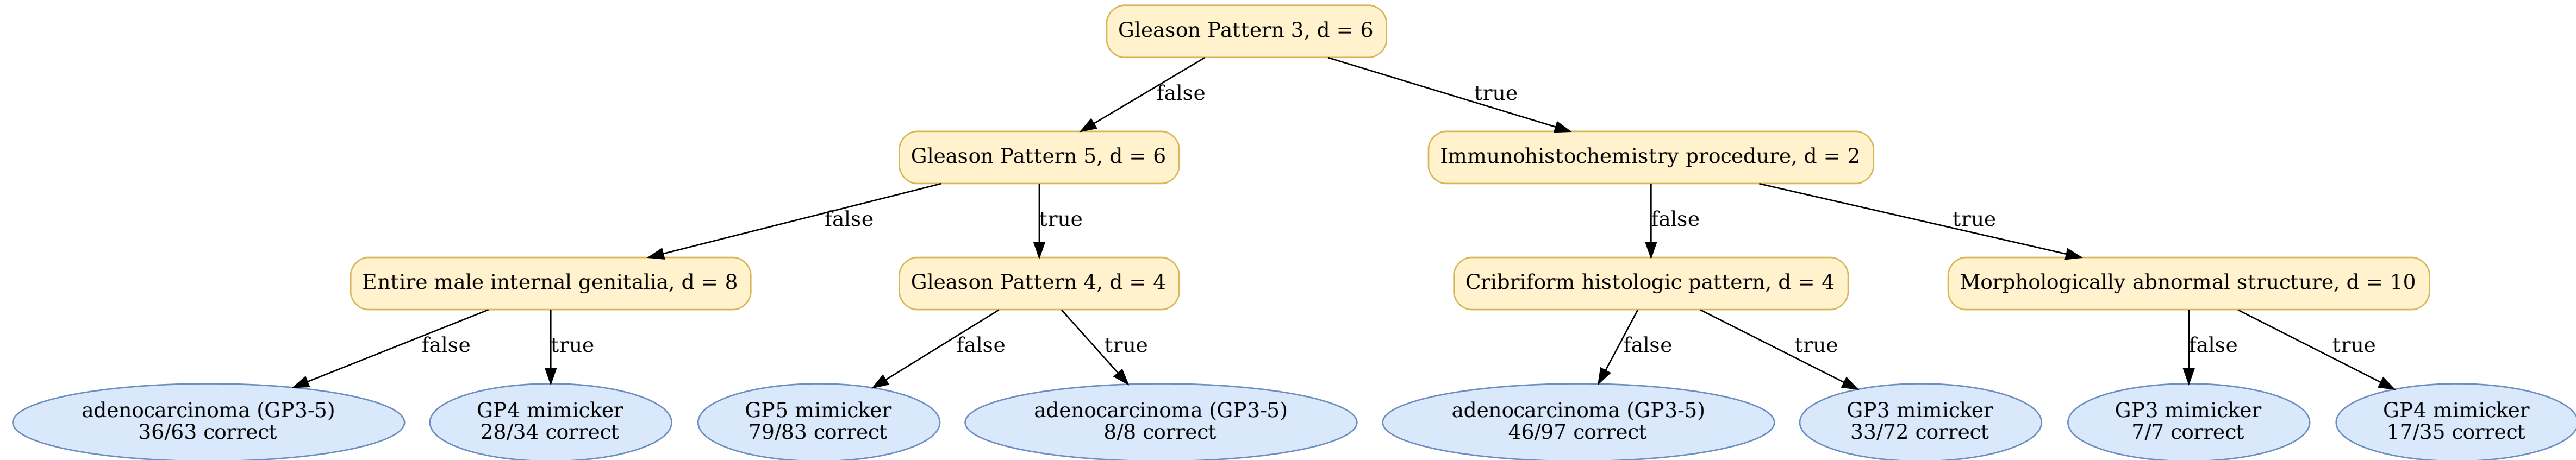 Gleason Pattern 3, d = 6
false
true
Gleason Pattern 5, d = 6
Immunohistochemistry procedure, d = 2
false
true
false
true
Entire male internal genitalia, d = 8
Gleason Pattern 4, d = 4
Cribriform histologic pattern, d = 4
Morphologically abnormal structure, d = 10
false
true
false
true
false
true
false
true
adenocarcinoma (GP3-5)
36/63 correct
GP4 mimicker
28/34 correct
GP5 mimicker
79/83 correct
adenocarcinoma (GP3-5)
8/8 correct
adenocarcinoma (GP3-5)
46/97 correct
GP3 mimicker
33/72 correct
GP3 mimicker
7/7 correct
GP4 mimicker
17/35 correct